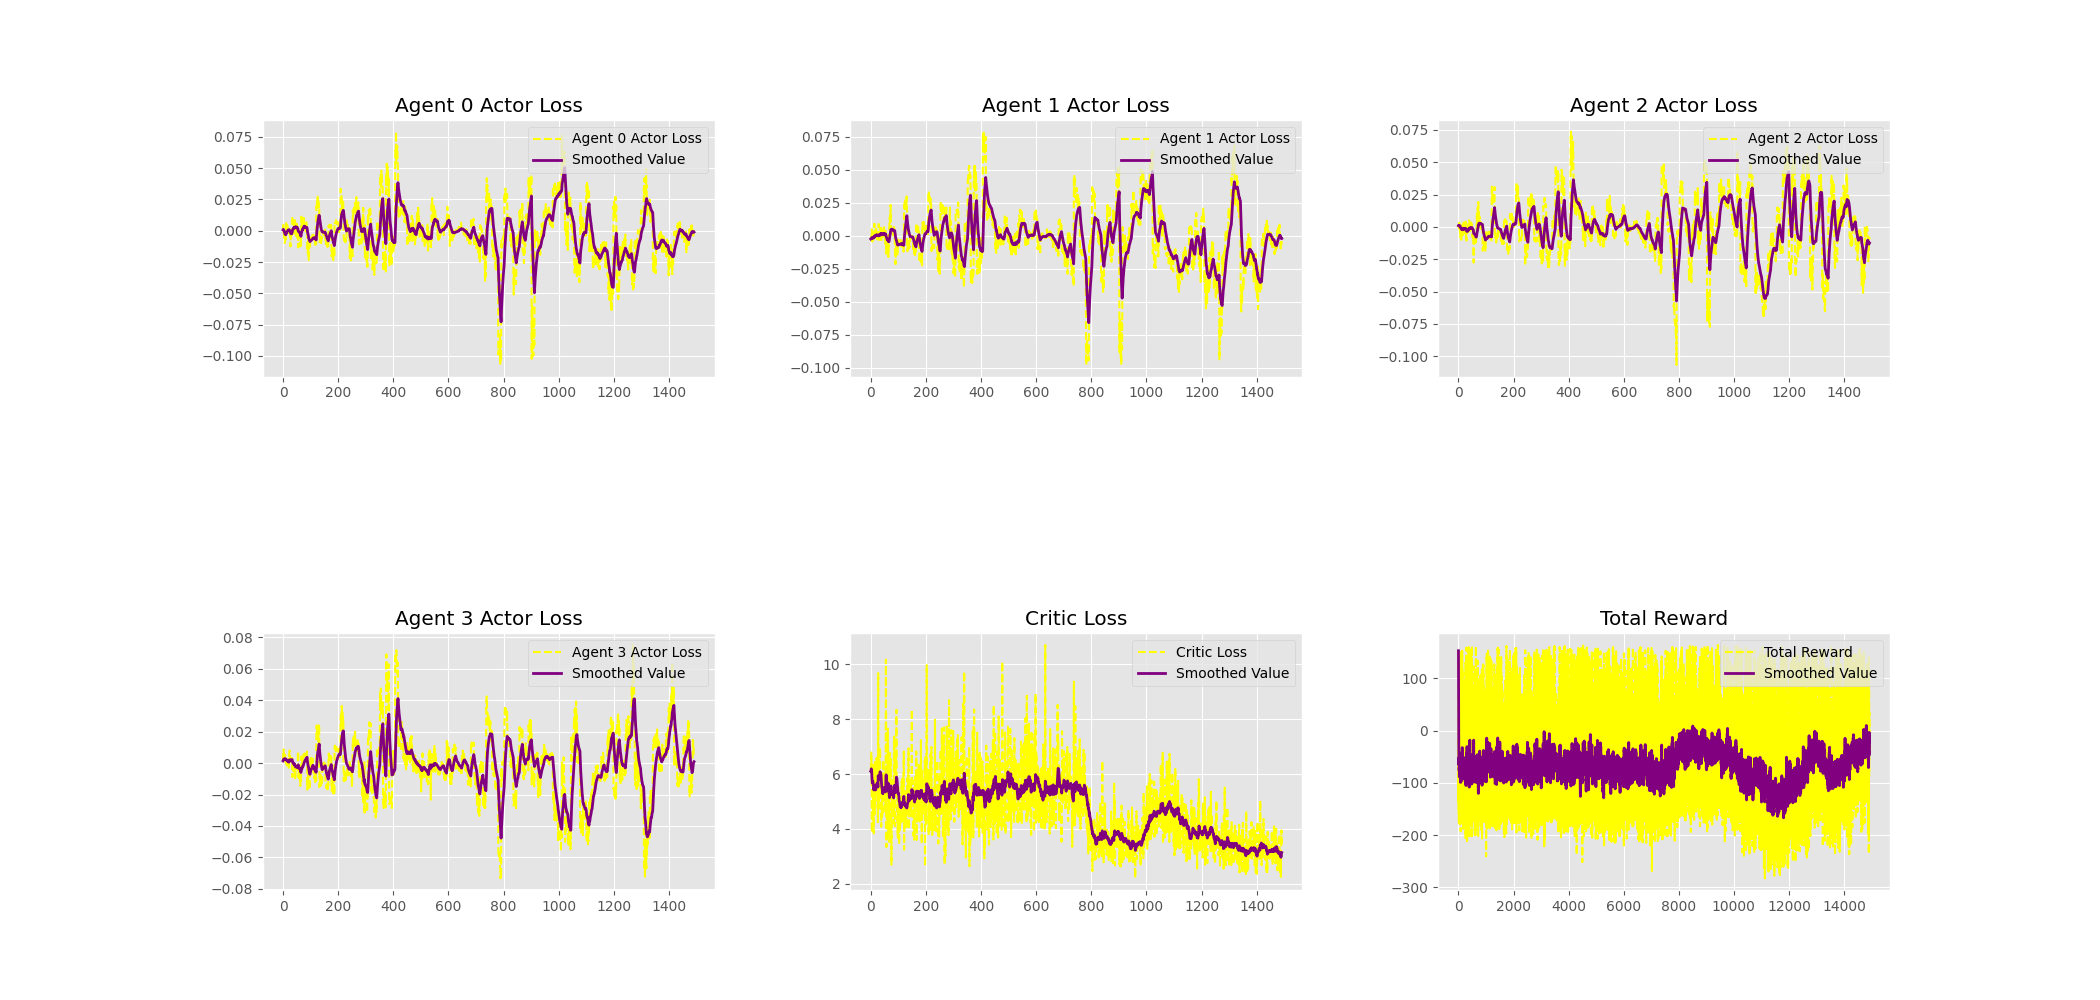 Agent 0 Actor Loss
0.075
0.050
0.025
0.000
−0.025
−0.050
−0.075
−0.100
0 200 400 600 800 1000 1200 1400
Agent 0 Actor Loss
Smoothed Value
Agent 1 Actor Loss
0.075
0.050
0.025
0.000
−0.025
−0.050
−0.075
−0.100
0 200 400 600 800 1000 1200 1400
Agent 1 Actor Loss
Smoothed Value
Agent 2 Actor Loss
0.075
0.050
0.025
0.000
−0.025
−0.050
−0.075
−0.100
0 200 400 600 800 1000 1200 1400
Agent 2 Actor Loss
Smoothed Value
Agent 3 Actor Loss
0.08
0.06
0.04
0.02
0.00
−0.02
−0.04
−0.06
−0.08
0 200 400 600 800 1000 1200 1400
Agent 3 Actor Loss
Smoothed Value
Critic Loss
10
8
6
4
2
0 200 400 600 800 1000 1200 1400
Critic Loss
Smoothed Value
Total Reward
100
0
−100
−200
−300
0 2000 4000 6000 8000 10000 12000 14000
Total Reward
Smoothed Value